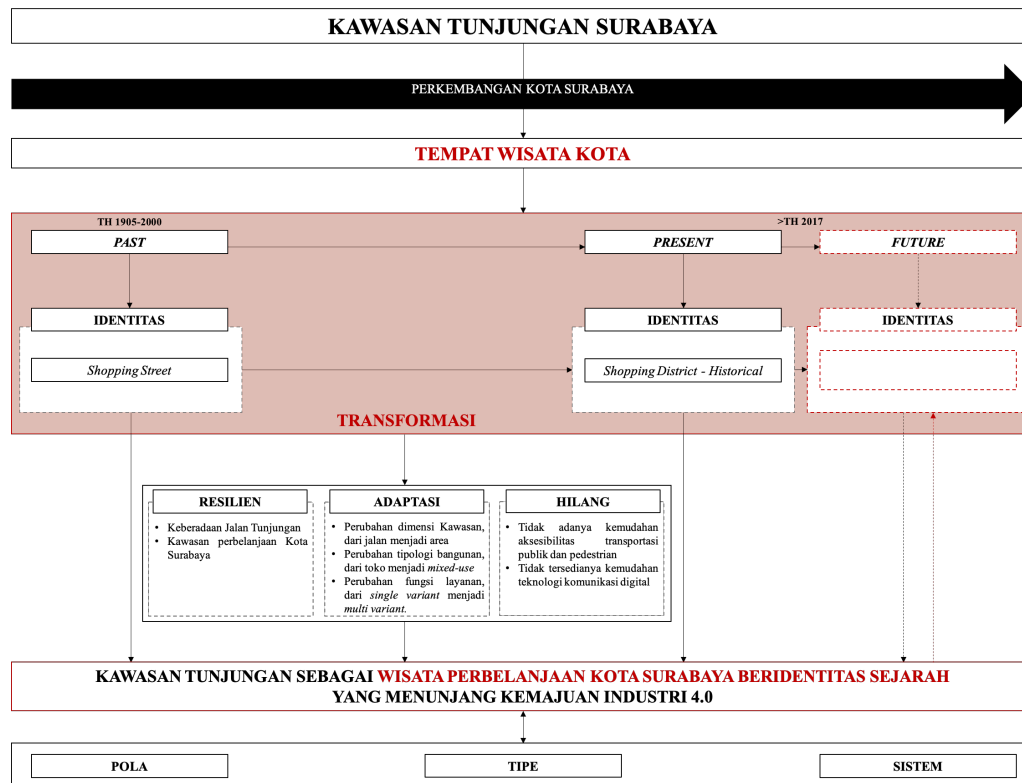 KAWASAN TUNJUNGAN SURABAYA
PERKEMBANGAN KOTA SURABAYA
TEMPAT WISATA KOTA
TH 1905-2000
>TH 2017
PAST
PRESENT
FUTURE
IDENTITAS
IDENTITAS
IDENTITAS
Shopping Street
Shopping District - Historical
TRANSFORMASI
RESILIEN
• Keberadaan Jalan Tunjungan
• Kawasan perbelanjaan Kota
Surabaya
ADAPTASI
• Perubahan dimensi Kawasan,
dari jalan menjadi area
• Perubahan tipologi bangunan,
dari toko menjadi mixed-use
• Perubahan fungsi layanan,
dari single variant menjadi
multi variant.
HILANG
• Tidak adanya kemudahan
aksesibilitas transportasi
publik dan pedestrian
• Tidak tersedianya kemudahan
teknologi komunikasi digital
KAWASAN TUNJUNGAN SEBAGAI WISATA PERBELANJAAN KOTA SURABAYA BERIDENTITAS SEJARAH
YANG MENUNJANG KEMAJUAN INDUSTRI 4.0
POLA
TIPE
SISTEM